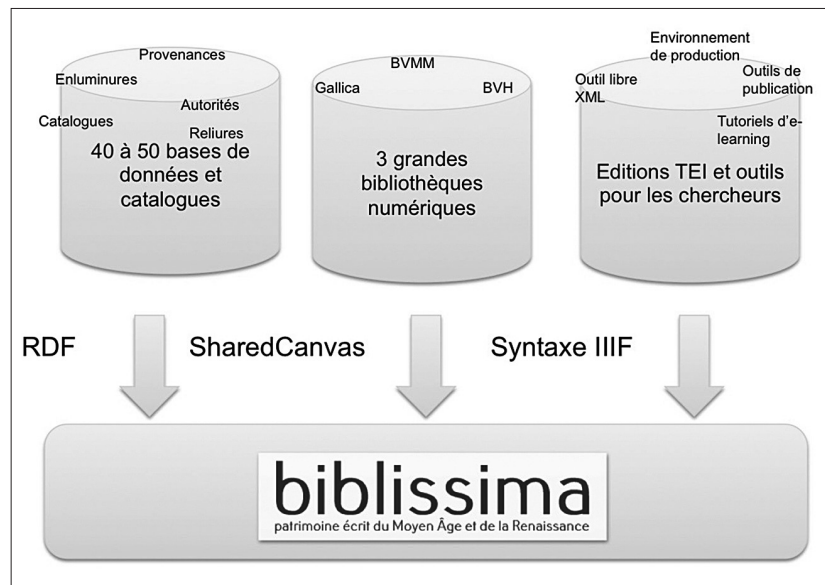 Provenances
Enluminures
Autorités
Catalogues
Reliures
40 à 50 bases de
données et
catalogues
BVMM
Gallica
BVH
3 grandes
bibliothèques
numériques
Environnement
de production
Outil libre
XML
Outils de
publication
Tutoriels d'e-
learning
Editions TEI et outils
pour les chercheurs
RDF
SharedCanvas
Syntaxe IIIF
biblissima
patrimoine écrit du Moyen Âge et de la Renaissance